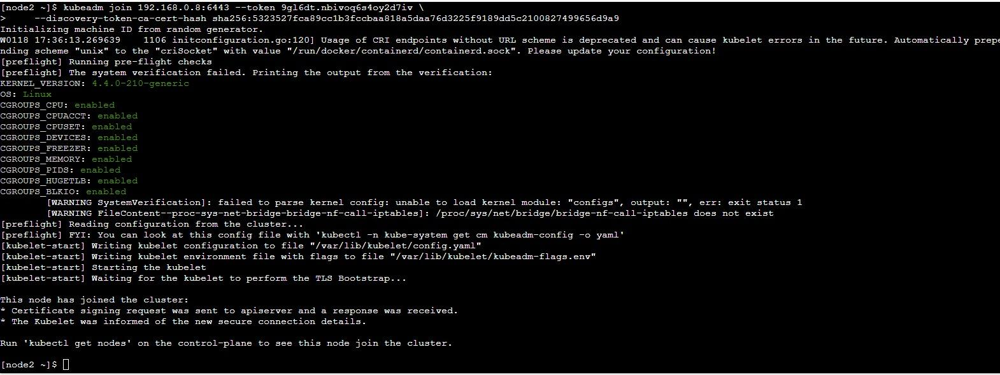 [node2 ~]$ kubeadm join 192.168.0.8:6443 --token 9gl6dt.nbivoq6s4oy2d7iv \
>     --discovery-token-ca-cert-hash sha256:5323527fca89cc1b3fccbaa818a5daa76d3225f9189dd5c2100827499656d9a9
Initializing machine ID from random generator.
W0118 17:36:13.269639    1106 initconfiguration.go:120] Usage of CRI endpoints without URL scheme is deprecated and can cause kubelet errors in the future. Automatically prepe
nding scheme "unix" to the "criSocket" with value "/run/docker/containerd/containerd.sock". Please update your configuration!
[preflight] Running pre-flight checks
[preflight] The system verification failed. Printing the output from the verification:
KERNEL_VERSION: 4.4.0-210-generic
OS: Linux
CGROUPS_CPU: enabled
CGROUPS_CPUACCT: enabled
CGROUPS_CPUSET: enabled
CGROUPS_DEVICES: enabled
CGROUPS_FREEZER: enabled
CGROUPS_MEMORY: enabled
CGROUPS_PIDS: enabled
CGROUPS_HUGETLB: enabled
CGROUPS_BLKIO: enabled
        [WARNING SystemVerification]: failed to parse kernel config: unable to load kernel module: "configs", output: "", err: exit status 1
        [WARNING FileContent--proc-sys-net-bridge-bridge-nf-call-iptables]: /proc/sys/net/bridge/bridge-nf-call-iptables does not exist
[preflight] Reading configuration from the cluster...
[preflight] FYI: You can look at this config file with 'kubectl -n kube-system get cm kubeadm-config -o yaml'
[kubelet-start] Writing kubelet configuration to file "/var/lib/kubelet/config.yaml"
[kubelet-start] Writing kubelet environment file with flags to file "/var/lib/kubelet/kubeadm-flags.env"
[kubelet-start] Starting the kubelet
[kubelet-start] Waiting for the kubelet to perform the TLS Bootstrap...

This node has joined the cluster:
* Certificate signing request was sent to apiserver and a response was received.
* The Kubelet was informed of the new secure connection details.

Run 'kubectl get nodes' on the control-plane to see this node join the cluster.

[node2 ~]$